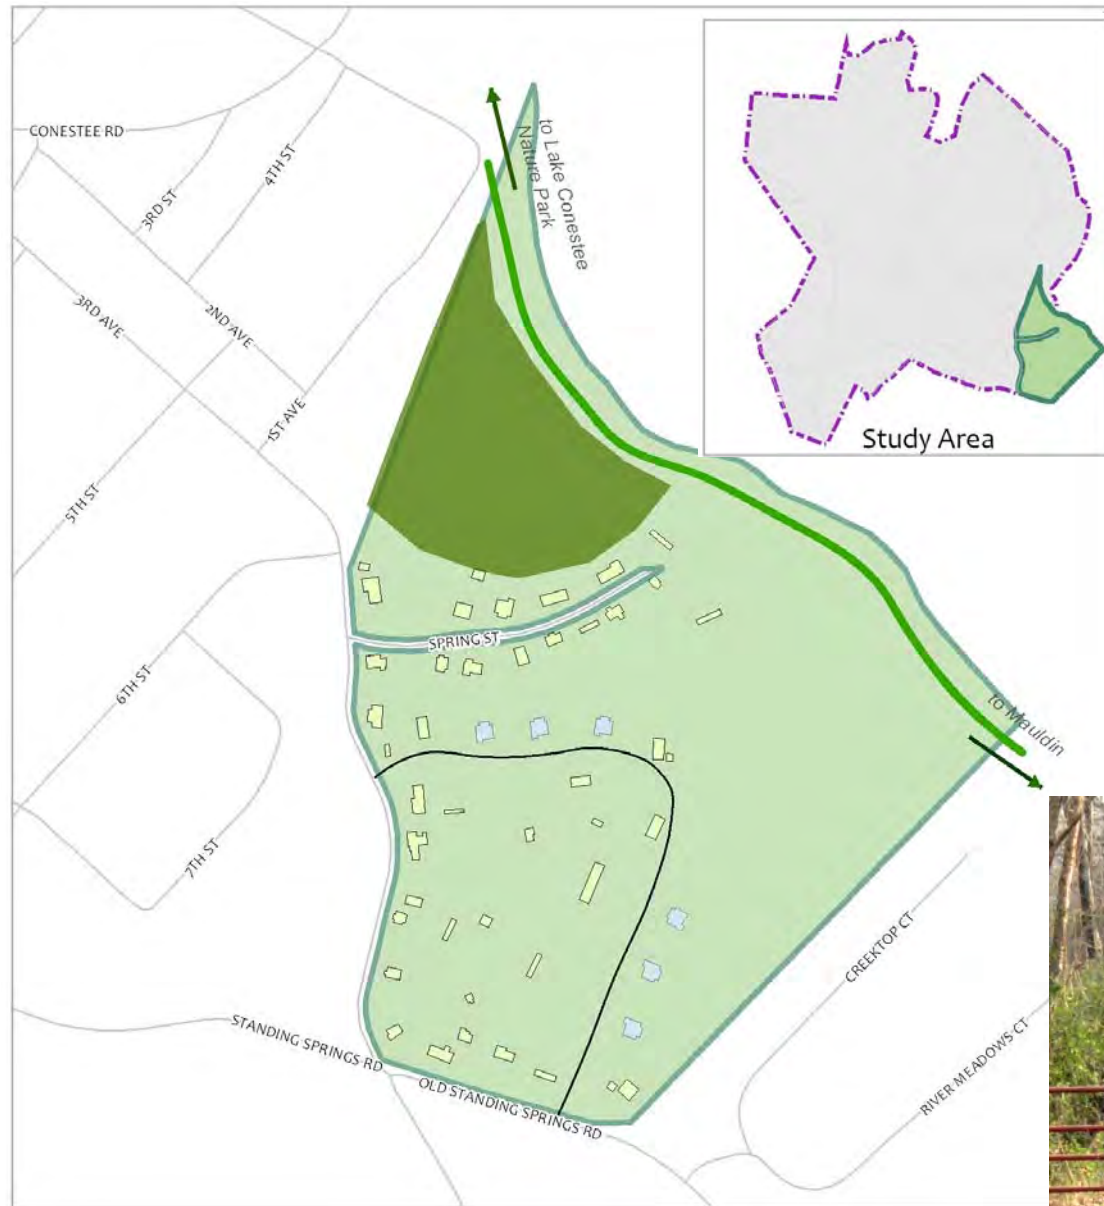 CONESTEE RD
3RD ST
4TH ST
to Lake Conestee
Nature Park
3RD AVE
2ND AVE
1ST AVE
5TH ST
Study Area
SPRING ST
6TH ST
to Mauldin
7TH ST
CREEKTOP CT
STANDING SPRINGS RD
OLD STANDING SPRINGS RD
RIVER MEADOWS CT